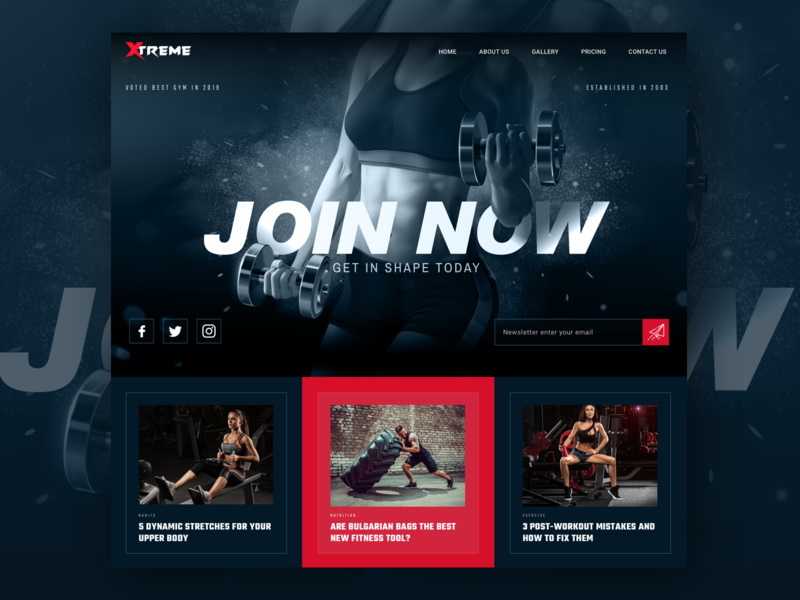 XTREME
HOME ABOUT US GALLERY PRICING CONTACT US
VOTED BEST GYM IN 2019
ESTABLISHED IN 2003
JOIN NOW
GET IN SHAPE TODAY
Newsletter enter your email
HABITS
5 DYNAMIC STRETCHES FOR YOUR
UPPER BODY
NUTRITION
ARE BULGARIAN BAGS THE BEST
NEW FITNESS TOOL?
EXERCISE
3 POST-WORKOUT MISTAKES AND
HOW TO FIX THEM